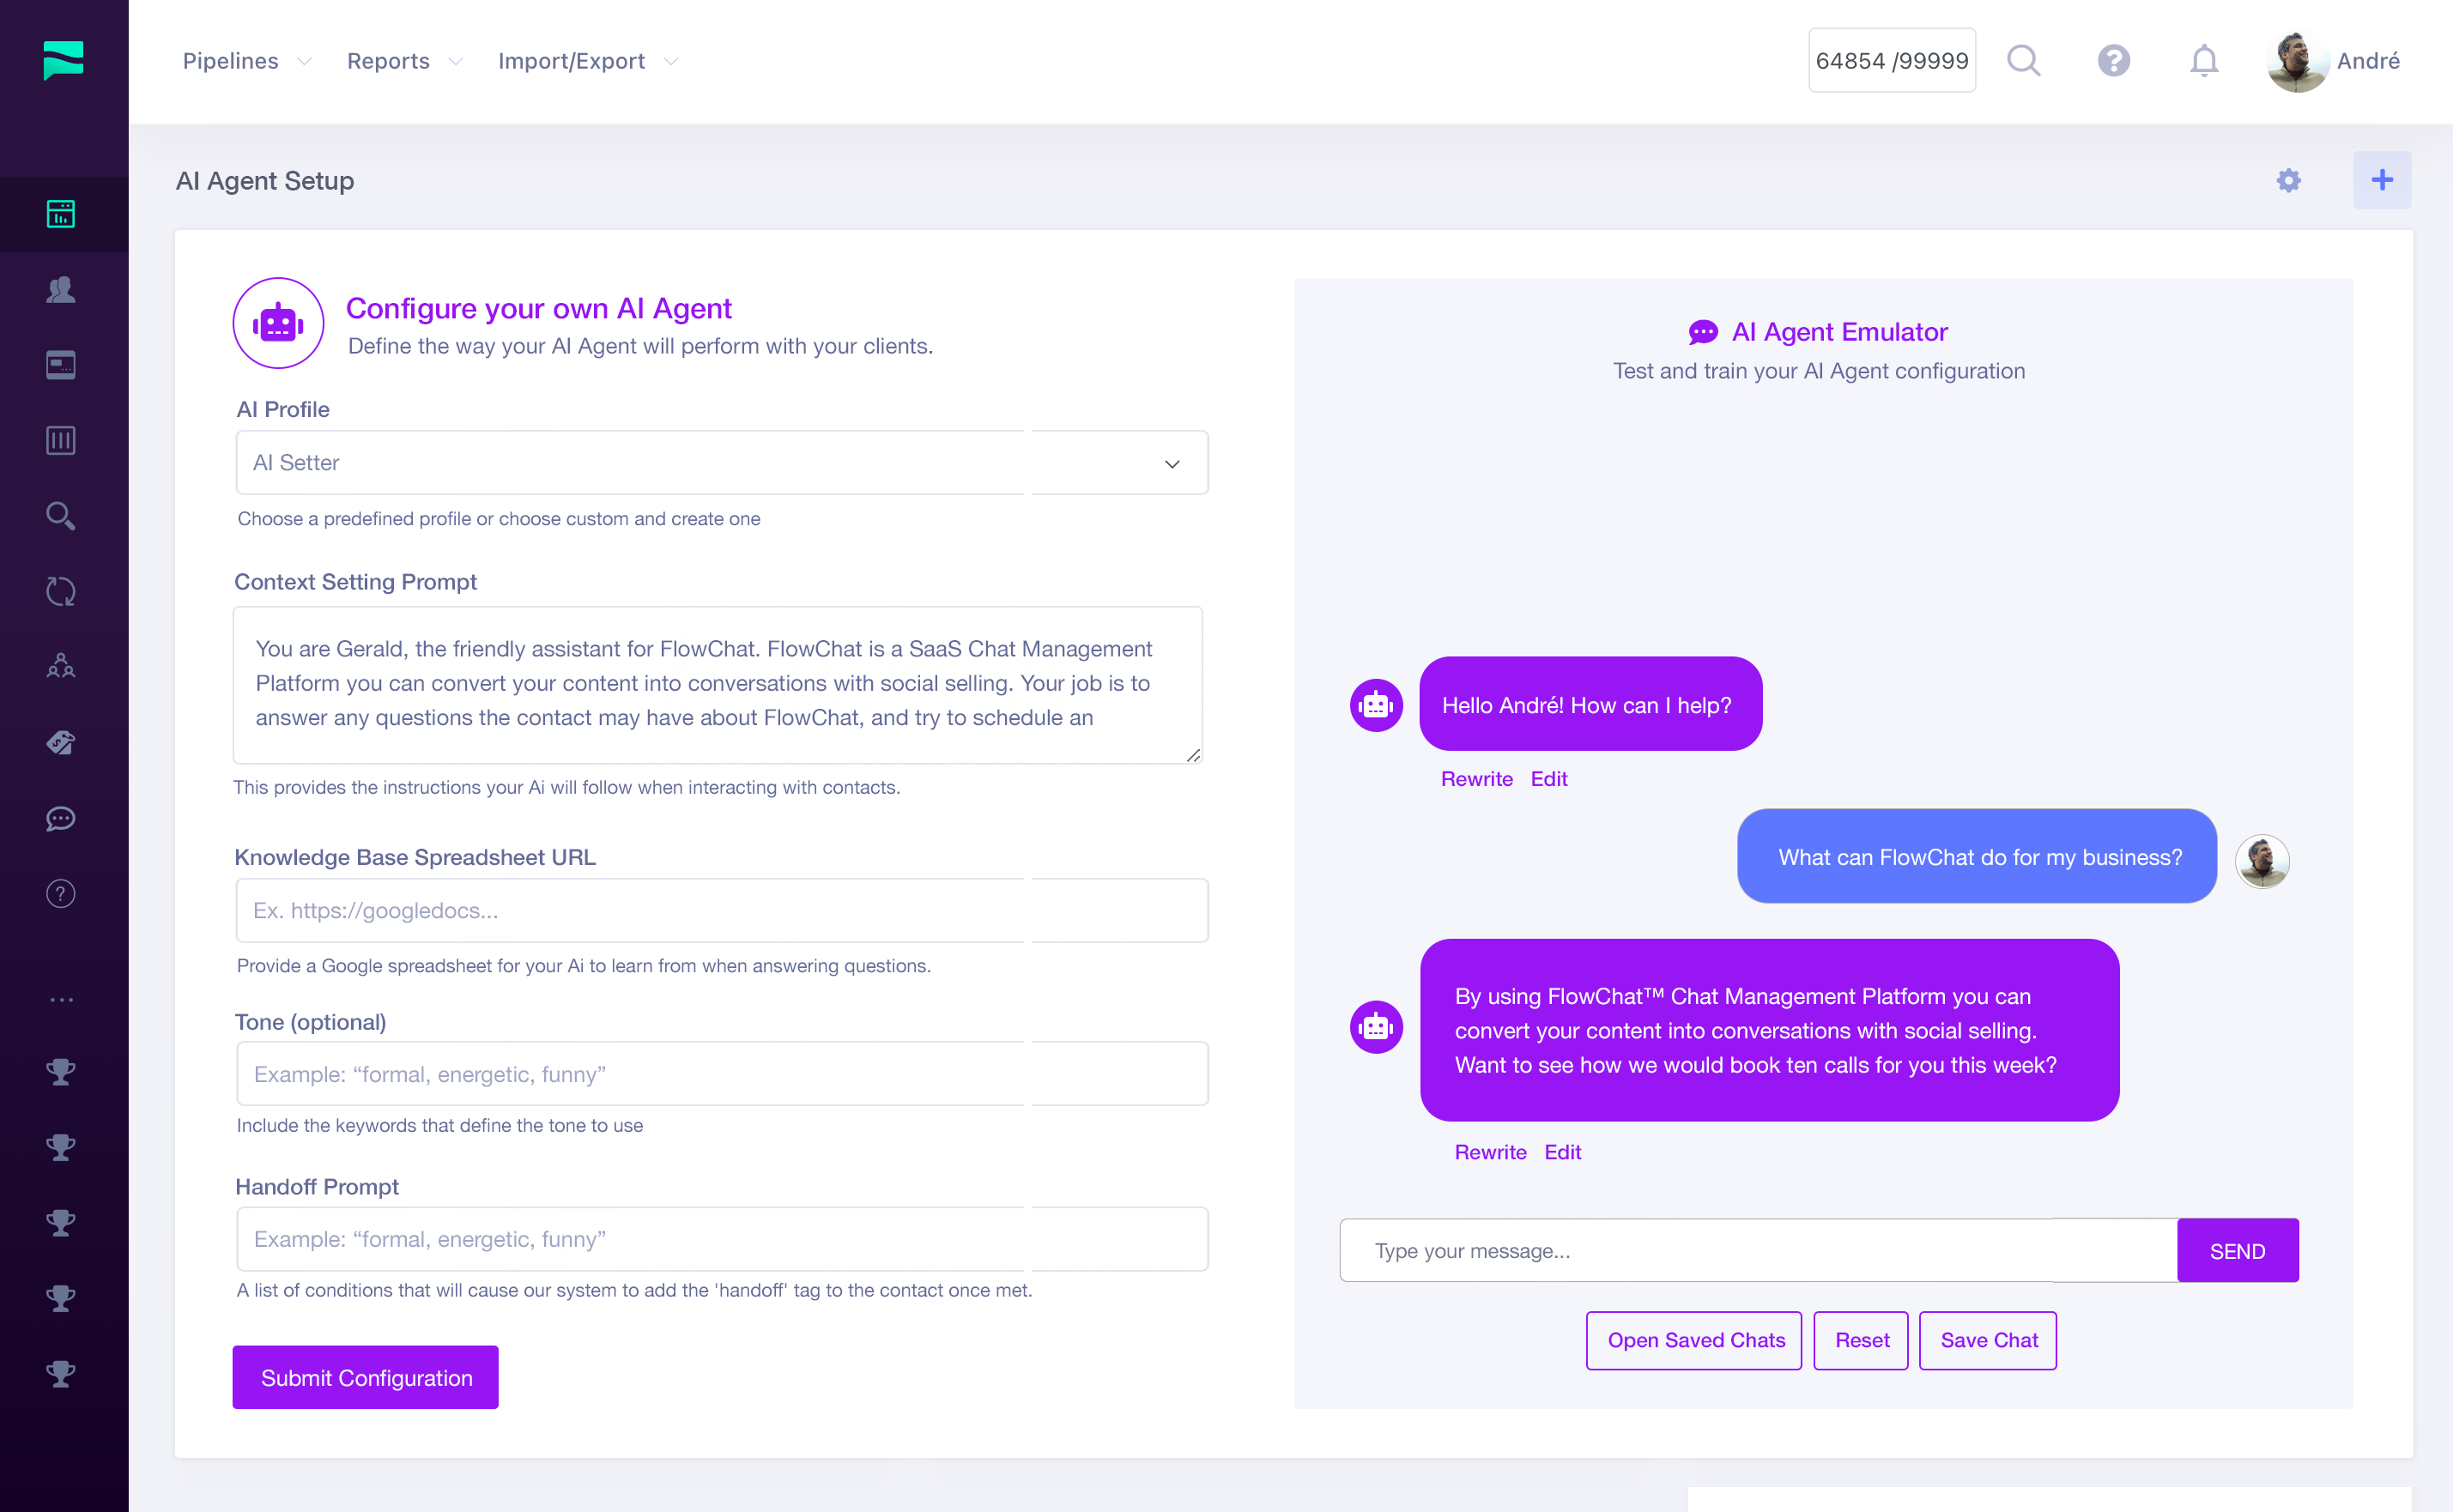 Pipelines
Reports
Import/Export
64854 /99999
André
AI Agent Setup
Configure your own AI Agent
Define the way your AI Agent will perform with your clients.
AI Profile
AI Setter
Choose a predefined profile or choose custom and create one
Context Setting Prompt
You are Gerald, the friendly assistant for FlowChat. FlowChat is a SaaS Chat Management
Platform you can convert your content into conversations with social selling. Your job is to
answer any questions the contact may have about FlowChat, and try to schedule an
This provides the instructions your Ai will follow when interacting with contacts.
Knowledge Base Spreadsheet URL
Ex. https://googledocs...
Provide a Google spreadsheet for your Ai to learn from when answering questions.
Tone (optional)
Example: “formal, energetic, funny”
Include the keywords that define the tone to use
Handoff Prompt
Example: “formal, energetic, funny”
A list of conditions that will cause our system to add the 'handoff' tag to the contact once met.
Submit Configuration
AI Agent Emulator
Test and train your AI Agent configuration
Hello André! How can I help?
Rewrite Edit
What can FlowChat do for my business?
By using FlowChat™ Chat Management Platform you can
convert your content into conversations with social selling.
Want to see how we would book ten calls for you this week?
Rewrite Edit
Type your message...
SEND
Open Saved Chats
Reset
Save Chat